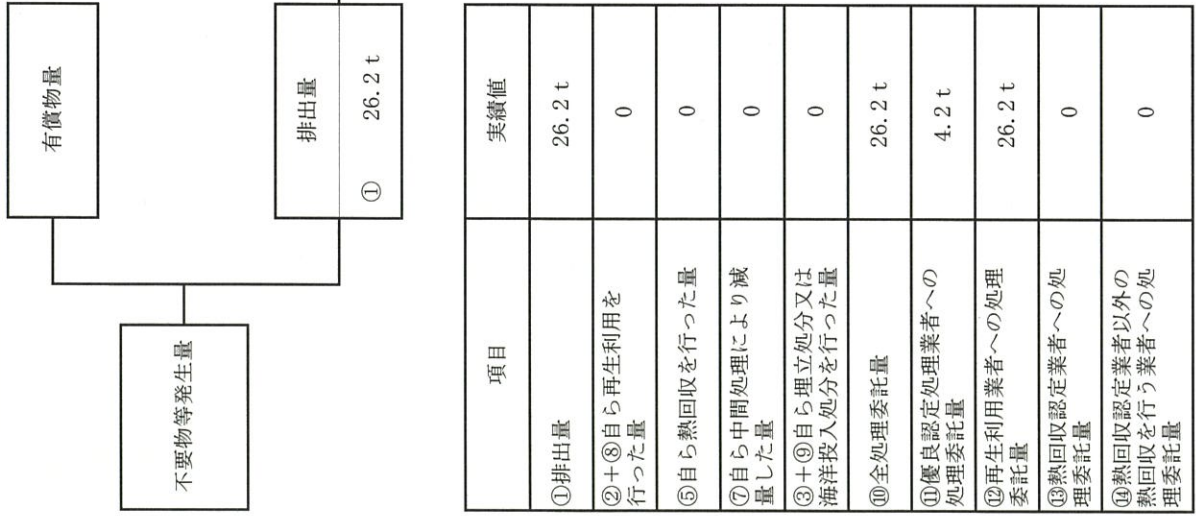 有償物量
不要物等発生量
排出量
① 26.2 t
項目 実績値
①排出量 26.2 t
②+⑧自ら再生利用を
行った量 0
⑤自ら熱回収を行った量 0
⑦自ら中間処理により減
量した量 0
③+⑨自ら埋立処分又は
海洋投入処分を行った量 0
⑩全処理委託量 26.2 t
⑪優良認定処理業者への
処理委託量 4.2 t
⑫再生利用業者への処理
委託量 26.2 t
⑬熱回収認定業者への処
理委託量 0
⑭熱回収認定業者以外の
熱回収を行う業者への処
理委託量 0